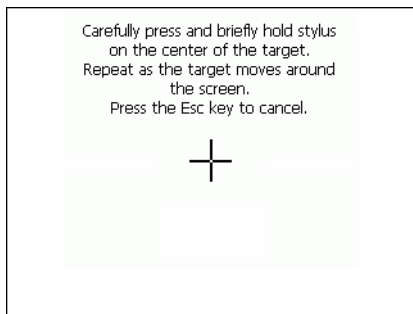 Carefully press and briefly hold stylus
on the center of the target.
Repeat as the target moves around
the screen.
Press the Esc key to cancel.